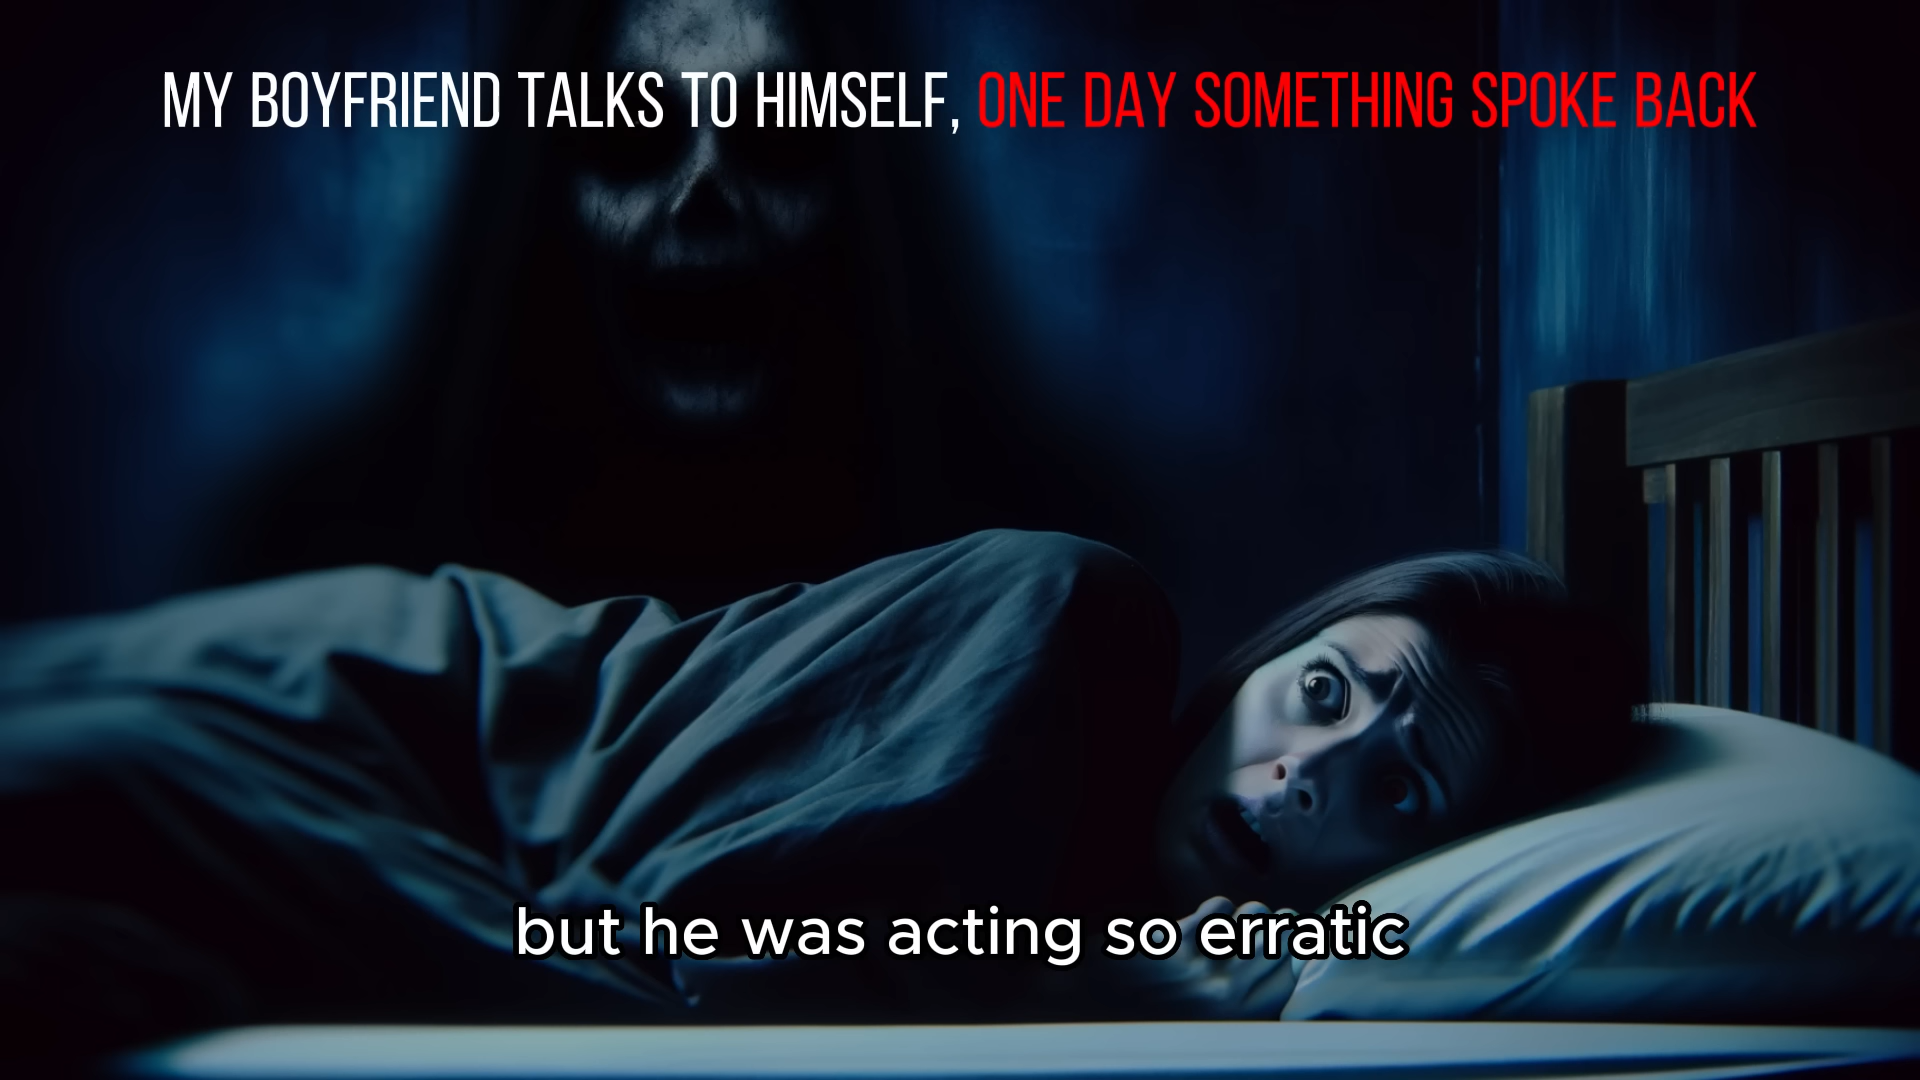 MY BOYFRIEND TALKS TO HIMSELF, ONE DAY SOMETHING SPOKE BACK
but he was acting so erratic